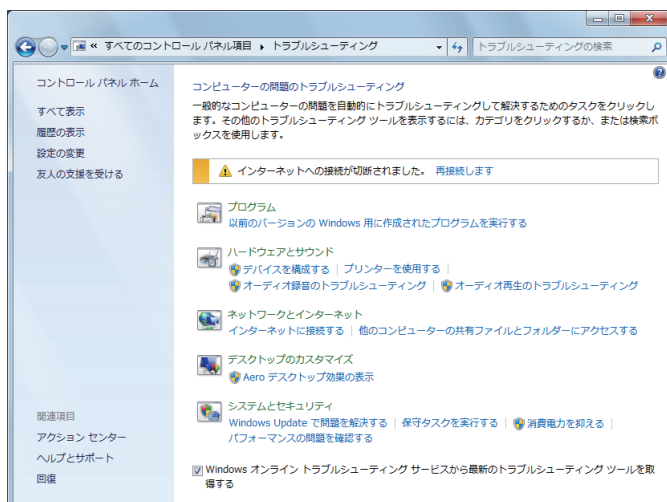 « すべてのコントロール パネル項目 ▸ トラブルシューティング
トラブルシューティングの検索
コントロール パネル ホーム
すべて表示
履歴の表示
設定の変更
友人の支援を受ける
関連項目
アクション センター
ヘルプとサポート
回復
コンピューターの問題のトラブルシューティング
一般的なコンピューターの問題を自動的にトラブルシューティングして解決するためのタスクをクリックし
ます。その他のトラブルシューティング ツールを表示するには、カテゴリをクリックするか、または検索ボ
ックスを使用します。
インターネットへの接続が切断されました。 再接続します
プログラム
以前のバージョンの Windows 用に作成されたプログラムを実行する
ハードウェアとサウンド
デバイスを構成する | プリンターを使用する |
オーディオ録音のトラブルシューティング | オーディオ再生のトラブルシューティング
ネットワークとインターネット
インターネットに接続する | 他のコンピューターの共有ファイルとフォルダーにアクセスする
デスクトップのカスタマイズ
Aero デスクトップ効果の表示
システムとセキュリティ
Windows Update で問題を解決する | 保守タスクを実行する | 消費電力を抑える |
パフォーマンスの問題を確認する
Windows オンライン トラブルシューティング サービスから最新のトラブルシューティング ツールを取
得する